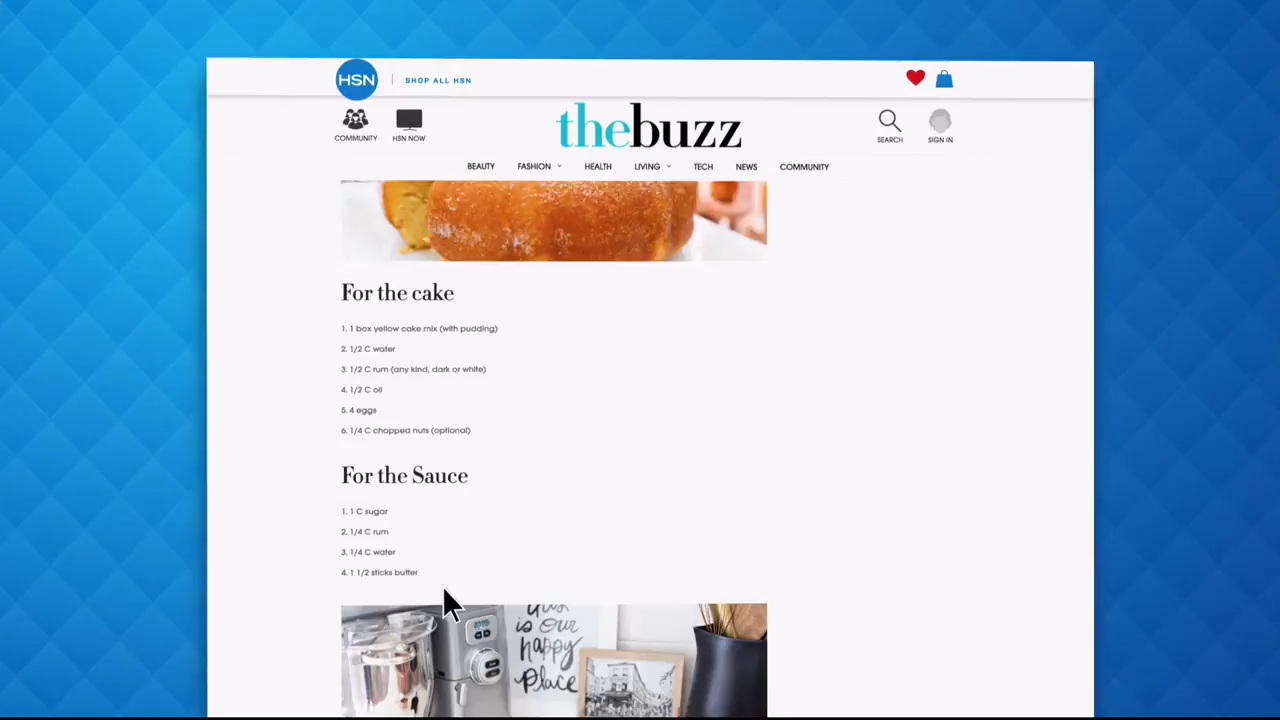 HSN
SHOP ALL HSN
COMMUNITY
HSN NOW
thebuzz
SEARCH
SIGN IN
BEAUTY FASHION HEALTH LIVING TECH NEWS COMMUNITY
For the cake
1. 1 box yellow cake mix (with pudding)
2. 1/2 C water
3. 1/2 C rum (any kind, dark or white)
4. 1/2 C oil
5. 4 eggs
6. 1/4 C chopped nuts (optional)
For the Sauce
1. 1 C sugar
2. 1/4 C rum
3. 1/4 C water
4. 1 1/2 sticks butter
is our
happy
place